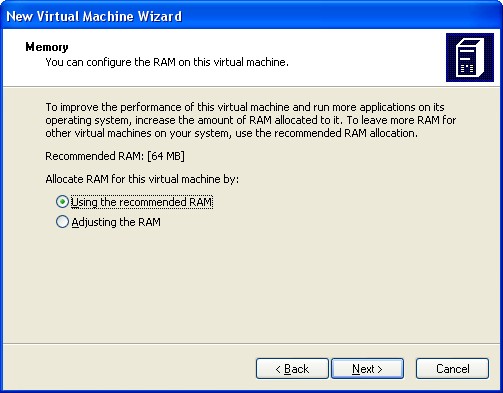 New Virtual Machine Wizard
Memory
You can configure the RAM on this virtual machine.
To improve the performance of this virtual machine and run more applications on its
operating system, increase the amount of RAM allocated to it. To leave more RAM for
other virtual machines on your system, use the recommended RAM allocation.
Recommended RAM: [64 MB]
Allocate RAM for this virtual machine by:
Using the recommended RAM
Adjusting the RAM
< Back
Next >
Cancel